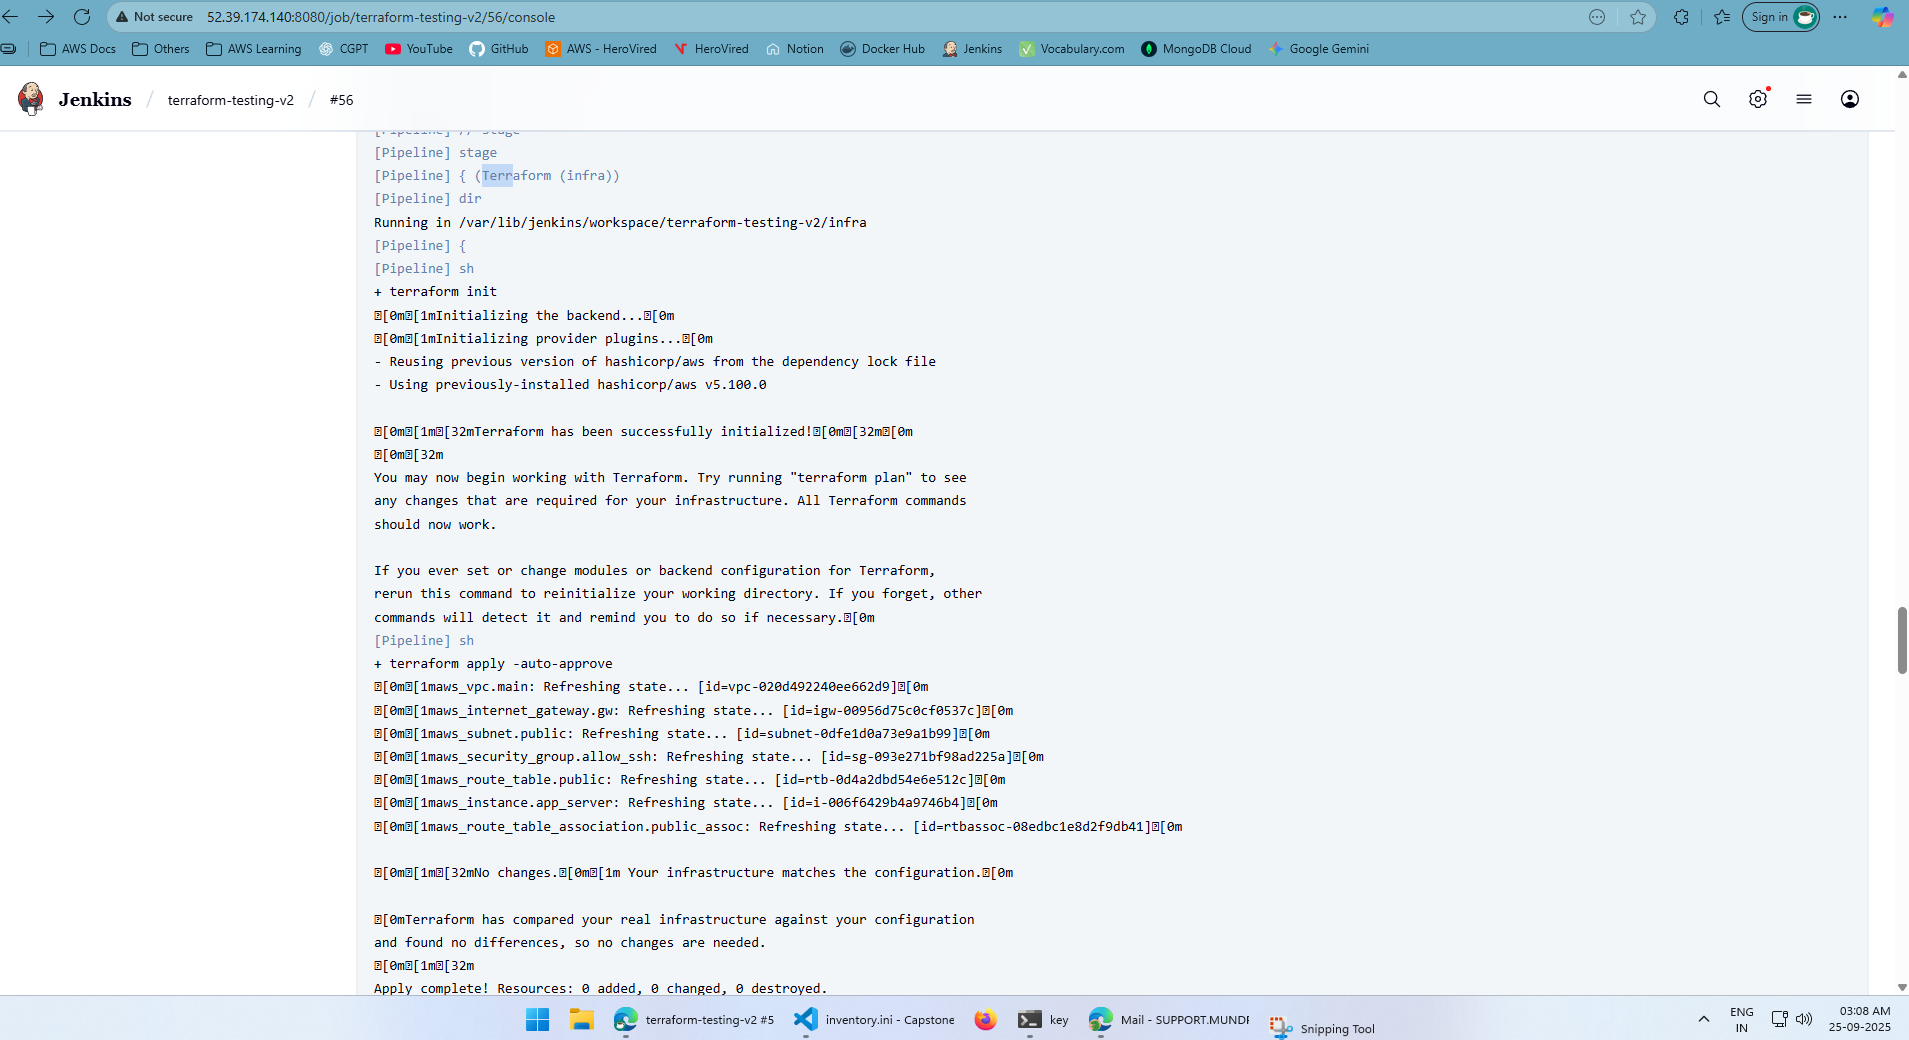 Not secure 52.39.174.140:8080/job/terraform-testing-v2/56/console
Sign in
AWS Docs Others AWS Learning CGPT YouTube GitHub AWS - HeroVired HeroVired Notion Docker Hub Jenkins Vocabulary.com MongoDB Cloud Google Gemini
Jenkins / terraform-testing-v2 / #56
[Pipeline] // stage
[Pipeline] stage
[Pipeline] { (Terraform (infra))
[Pipeline] dir
Running in /var/lib/jenkins/workspace/terraform-testing-v2/infra
[Pipeline] {
[Pipeline] sh
+ terraform init
[0m[1mInitializing the backend...[0m
[0m[1mInitializing provider plugins...[0m
- Reusing previous version of hashicorp/aws from the dependency lock file
- Using previously-installed hashicorp/aws v5.100.0
[0m[1m[32mTerraform has been successfully initialized![0m[32m[0m
[0m[32m
You may now begin working with Terraform. Try running "terraform plan" to see
any changes that are required for your infrastructure. All Terraform commands
should now work.
If you ever set or change modules or backend configuration for Terraform,
rerun this command to reinitialize your working directory. If you forget, other
commands will detect it and remind you to do so if necessary.[0m
[Pipeline] sh
+ terraform apply -auto-approve
[0m[1maws_vpc.main: Refreshing state... [id=vpc-020d492240ee662d9][0m
[0m[1maws_internet_gateway.gw: Refreshing state... [id=igw-00956d75c0cf0537c][0m
[0m[1maws_subnet.public: Refreshing state... [id=subnet-0dfe1d0a73e9a1b99][0m
[0m[1maws_security_group.allow_ssh: Refreshing state... [id=sg-093e271bf98ad225a][0m
[0m[1maws_route_table.public: Refreshing state... [id=rtb-0d4a2dbd54e6e512c][0m
[0m[1maws_instance.app_server: Refreshing state... [id=i-006f6429b4a9746b4][0m
[0m[1maws_route_table_association.public_assoc: Refreshing state... [id=rtbassoc-08edbc1e8d2f9db41][0m
[0m[1m[32mNo changes.[0m[1m Your infrastructure matches the configuration.[0m
[0mTerraform has compared your real infrastructure against your configuration
and found no differences, so no changes are needed.
[0m[1m[32m
Apply complete! Resources: 0 added, 0 changed, 0 destroyed.
terraform-testing-v2 #5 inventory.ini - Capstone key Mail - SUPPORT.MUNDF Snipping Tool
ENG
IN
03:08 AM
25-09-2025